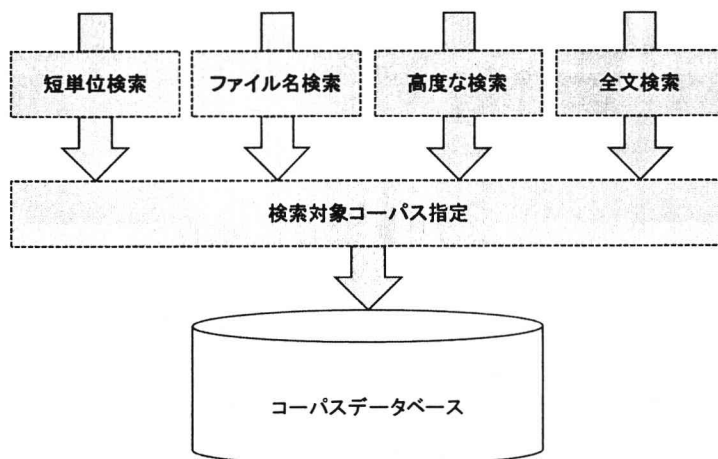 短単位検索
ファイル名検索
高度な検索
全文検索
検索対象コーパス指定
コーパスデータベース